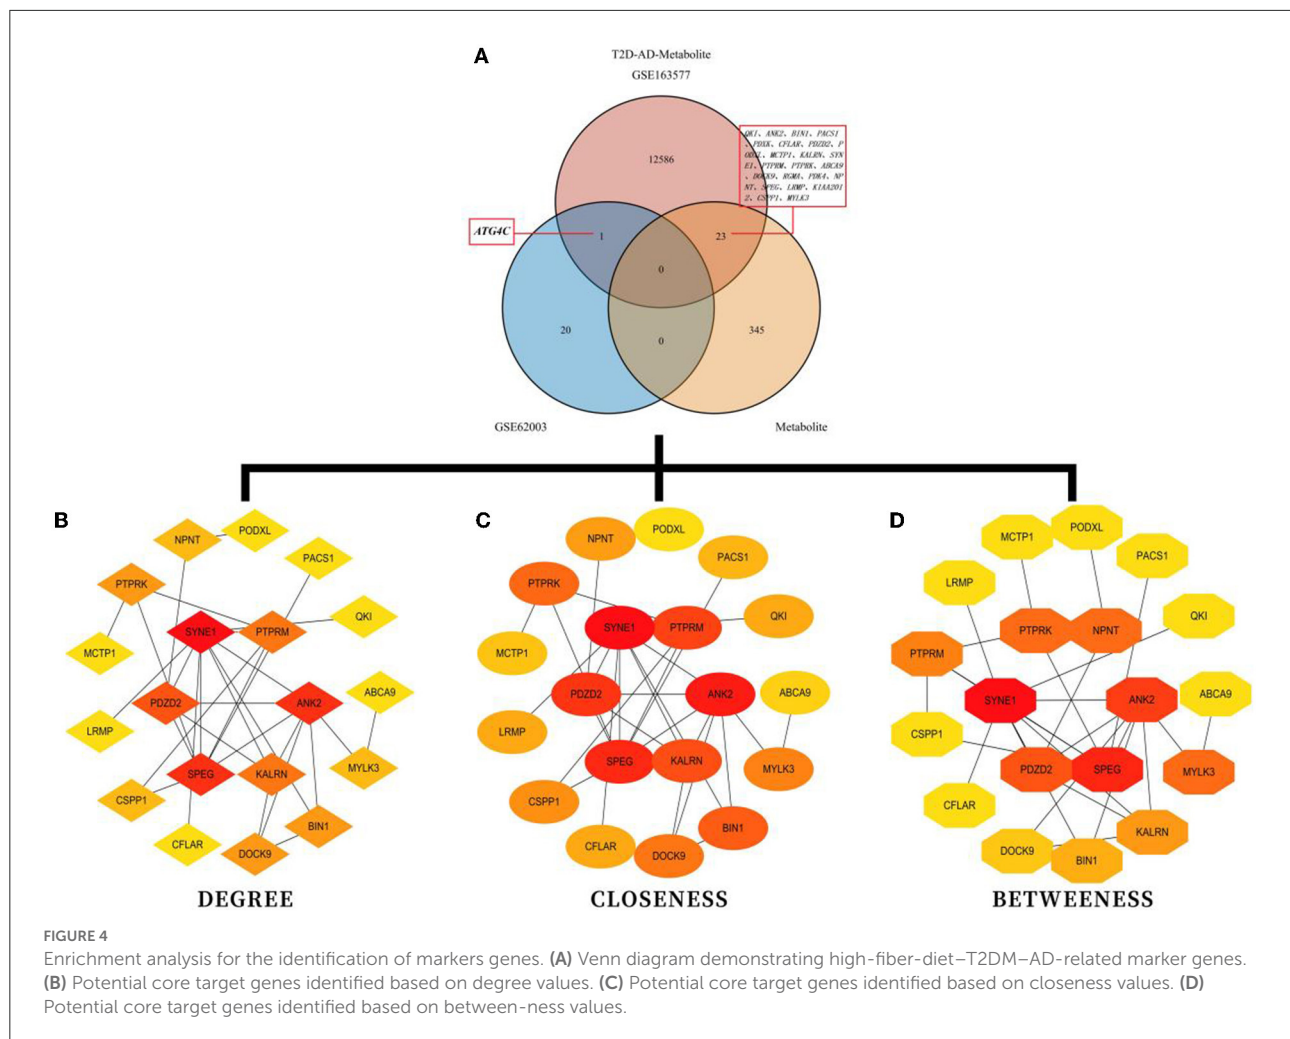 A
T2D-AD-Metabolite
GSE163577
12586
QKI、ANK2、BIN1、PACS1
、PDXK、CFLAR、PDZD2、P
ODXL、MCTP1、KALRN、SYN
E1、PTPRM、PTPRK、ABCA9
、DOCK9、RGMA、PDK4、NP
NT、SPEG、LRMP、KIAA201
2、CSPP1、MYLK3
ATG4C
1
23
0
20
0
345
GSE62003
Metabolite
B
PODXL
NPNT
PACS1
PTPRK
QKI
SYNE1
PTPRM
MCTP1
ABCA9
PDZD2
ANK2
LRMP
SPEG
KALRN
MYLK3
CSPP1
BIN1
CFLAR
DOCK9
DEGREE
C
PODXL
NPNT
PACS1
PTPRK
QKI
SYNE1
PTPRM
MCTP1
ABCA9
PDZD2
ANK2
LRMP
SPEG
KALRN
MYLK3
CSPP1
BIN1
CFLAR
DOCK9
CLOSENESS
D
PODXL
MCTP1
PACS1
LRMP
QKI
PTPRK
NPNT
PTPRM
SYNE1
ANK2
ABCA9
CSPP1
PDZD2
SPEG
MYLK3
CFLAR
KALRN
DOCK9
BIN1
BETWEENESS
FIGURE 4
Enrichment analysis for the identification of markers genes. (A) Venn diagram demonstrating high-fiber-diet–T2DM–AD-related marker genes.
(B) Potential core target genes identified based on degree values. (C) Potential core target genes identified based on closeness values. (D)
Potential core target genes identified based on between-ness values.